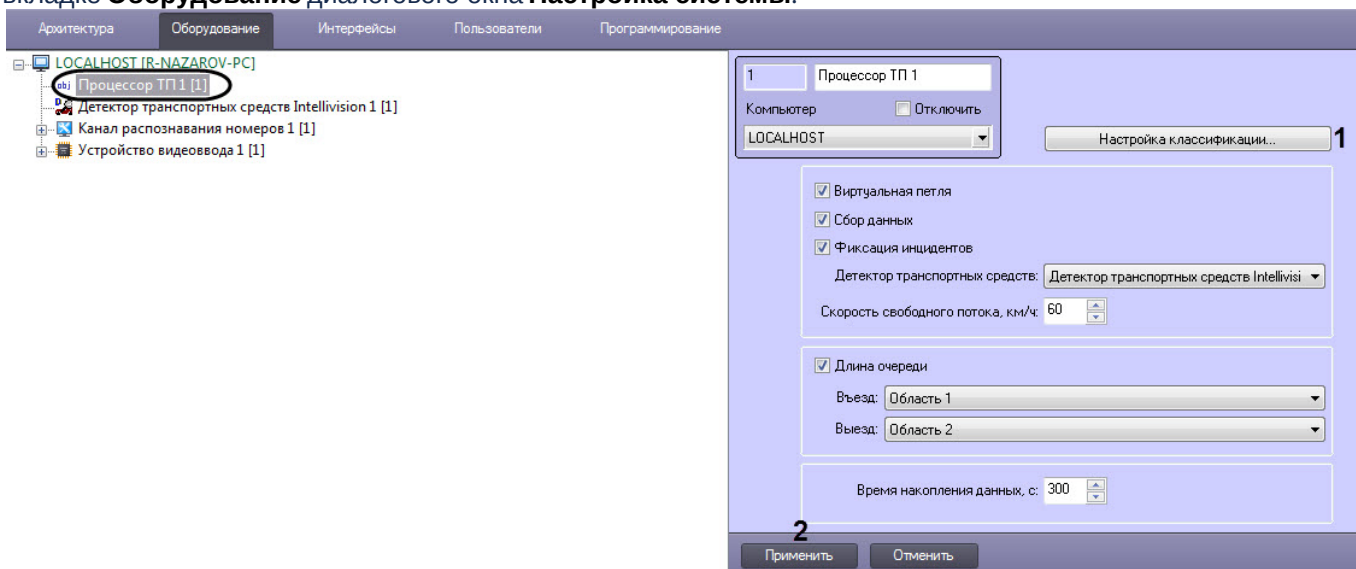 вкладке Оборудование диалогового окна Настройка системы.
Архитектура Оборудование Интерфейсы Пользователи Программирование
LOCALHOST [R-NAZAROV-PC]
obj Процессор ТП 1 [1]
Детектор транспортных средств Intellivision 1 [1]
Канал распознавания номеров 1 [1]
Устройство видеоввода 1 [1]
1 Процессор ТП 1
Компьютер Отключить
LOCALHOST
Настройка классификации... 1
Виртуальная петля
Сбор данных
Фиксация инцидентов
Детектор транспортных средств: Детектор транспортных средств Intellivisi
Скорость свободного потока, км/ч: 60
Длина очереди
Въезд: Область 1
Выезд: Область 2
Время накопления данных, с: 300
2
Применить Отменить